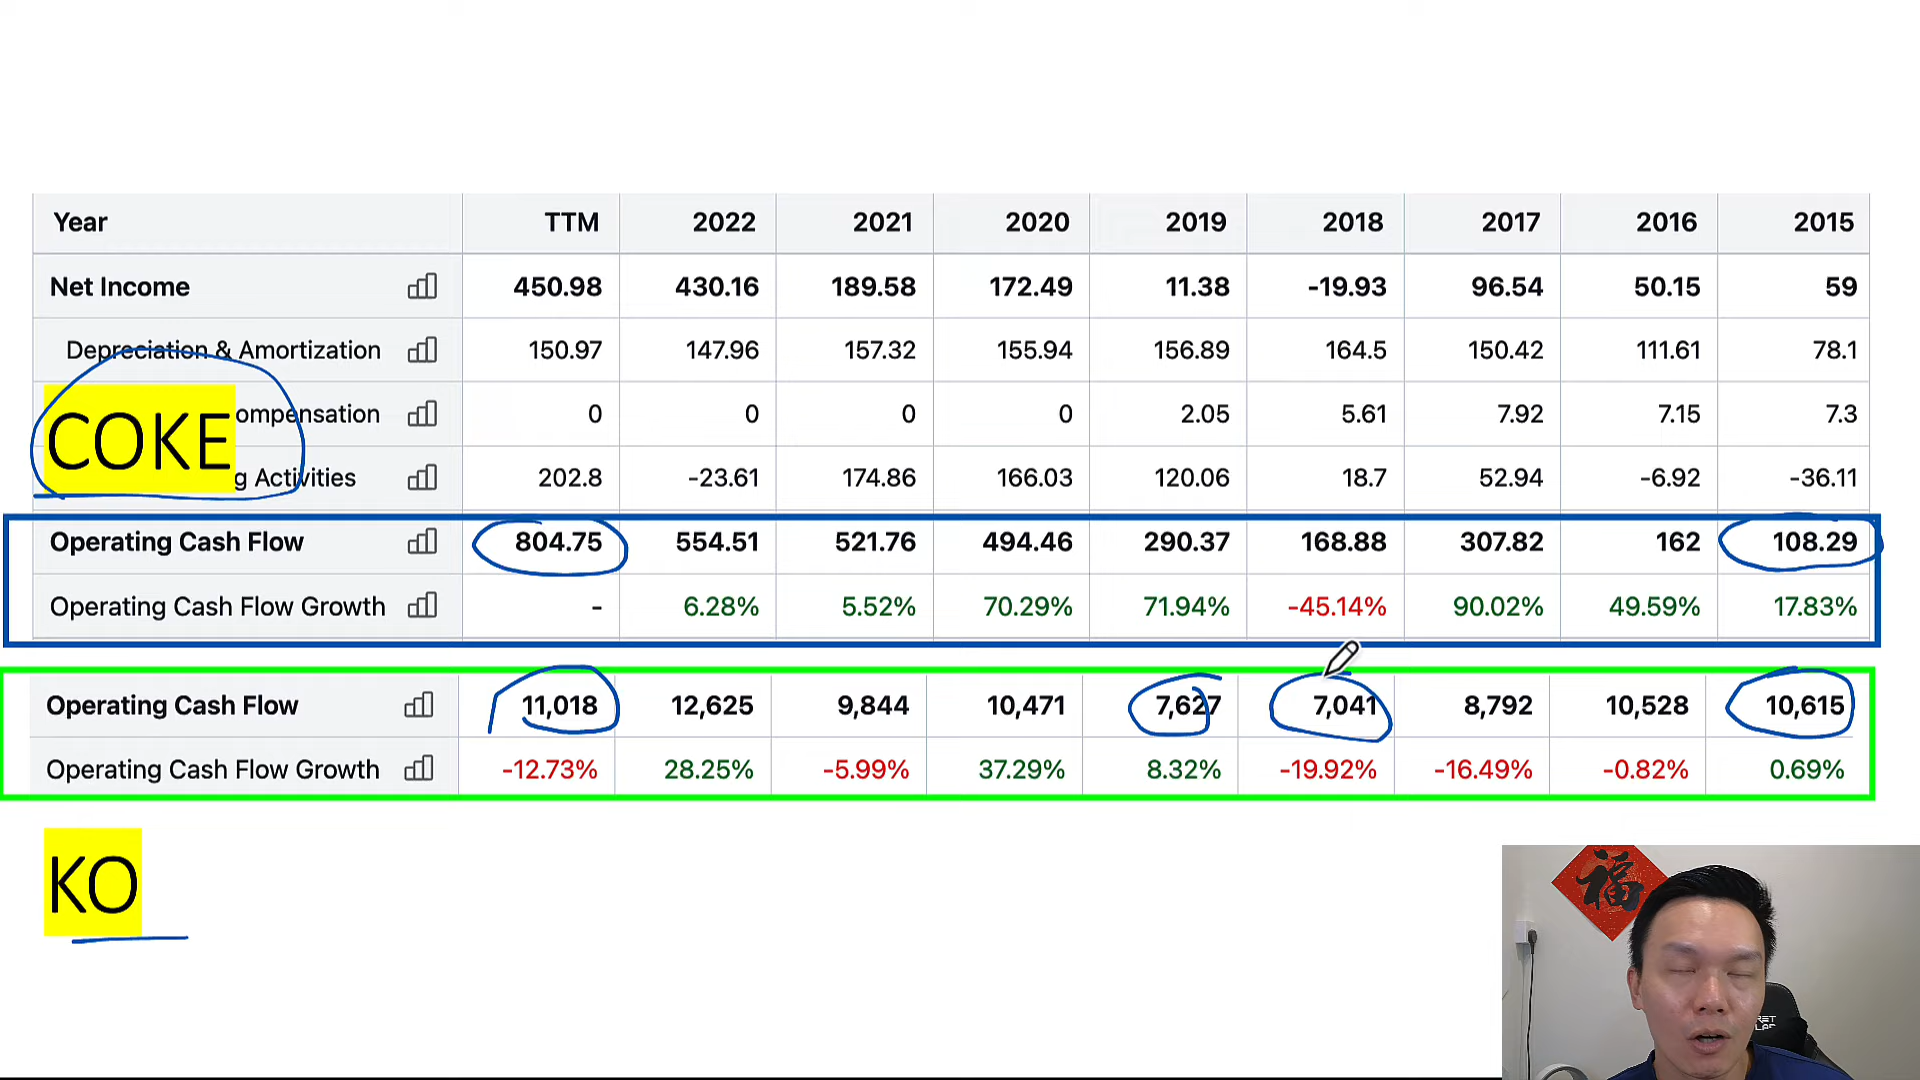 Year TTM 2022 2021 2020 2019 2018 2017 2016 2015
Net Income 450.98 430.16 189.58 172.49 11.38 -19.93 96.54 50.15 59
Depreciation & Amortization 150.97 147.96 157.32 155.94 156.89 164.5 150.42 111.61 78.1
COKE
ompensation 0 0 0 0 2.05 5.61 7.92 7.15 7.3
g Activities 202.8 -23.61 174.86 166.03 120.06 18.7 52.94 -6.92 -36.11
Operating Cash Flow 804.75 554.51 521.76 494.46 290.37 168.88 307.82 162 108.29
Operating Cash Flow Growth - 6.28% 5.52% 70.29% 71.94% -45.14% 90.02% 49.59% 17.83%
Operating Cash Flow 11,018 12,625 9,844 10,471 7,627 7,041 8,792 10,528 10,615
Operating Cash Flow Growth -12.73% 28.25% -5.99% 37.29% 8.32% -19.92% -16.49% -0.82% 0.69%
KO
福